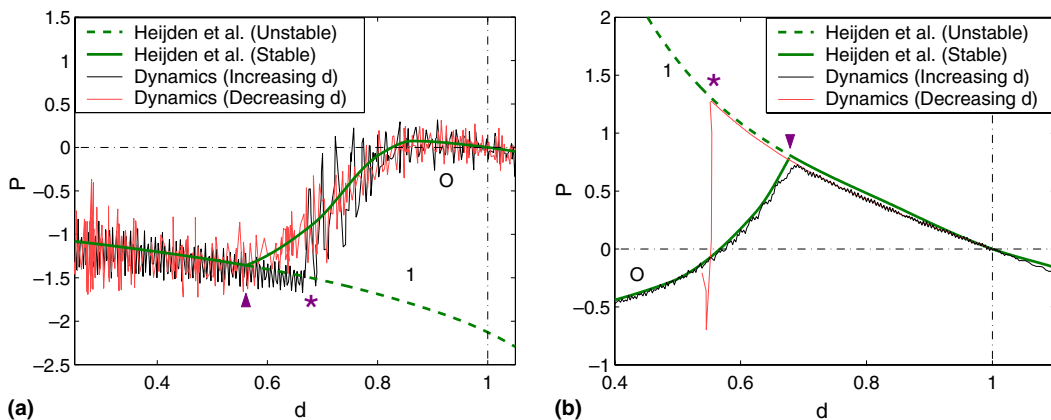 Heijden et al. (Unstable)
Heijden et al. (Stable)
Dynamics (Increasing d)
Dynamics (Decreasing d)
1.5
1
0.5
0
−0.5
−1
−1.5
−2
−2.5
P
O
1
*
0.4
0.6
0.8
1
d
(a)
Heijden et al. (Unstable)
Heijden et al. (Stable)
Dynamics (Increasing d)
Dynamics (Decreasing d)
2
1.5
1
0.5
0
−0.5
−1
P
1
*
O
0.4
0.6
0.8
1
d
(b)